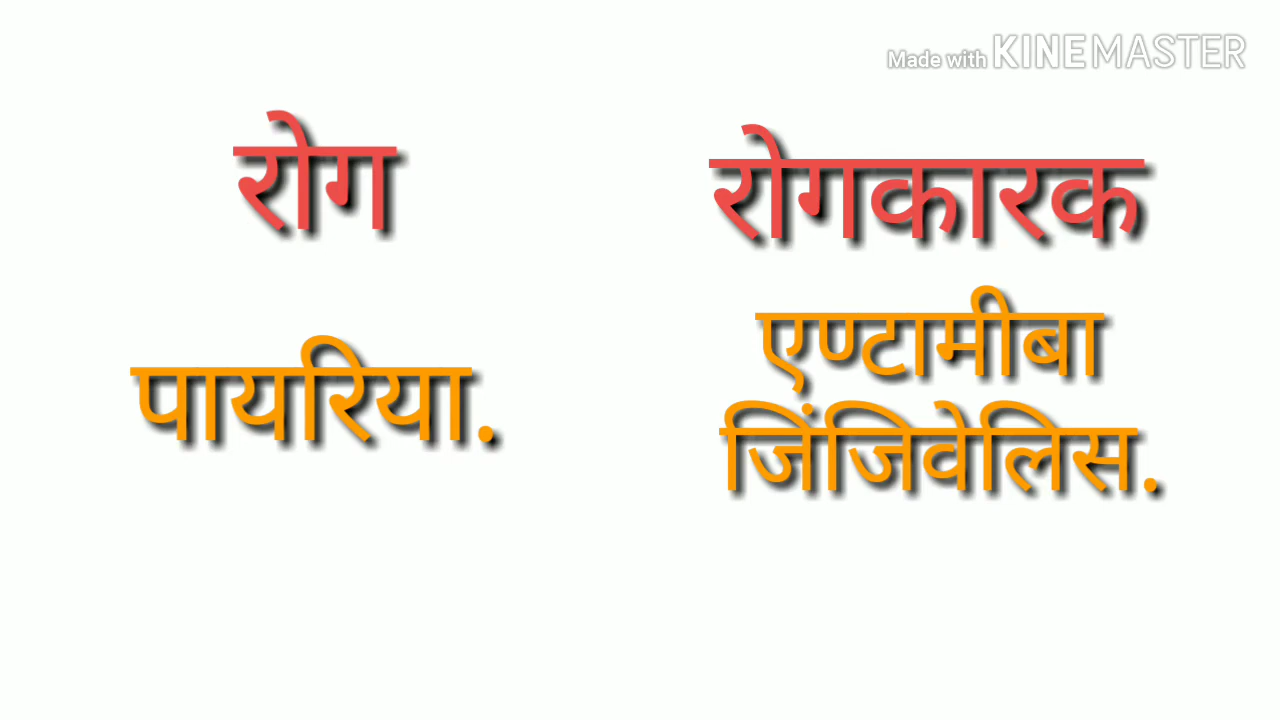 Made with KINEMASTER
रोग
रोगकारक
पायरिया.
एण्टामीबा
जिंजिवेलिस.